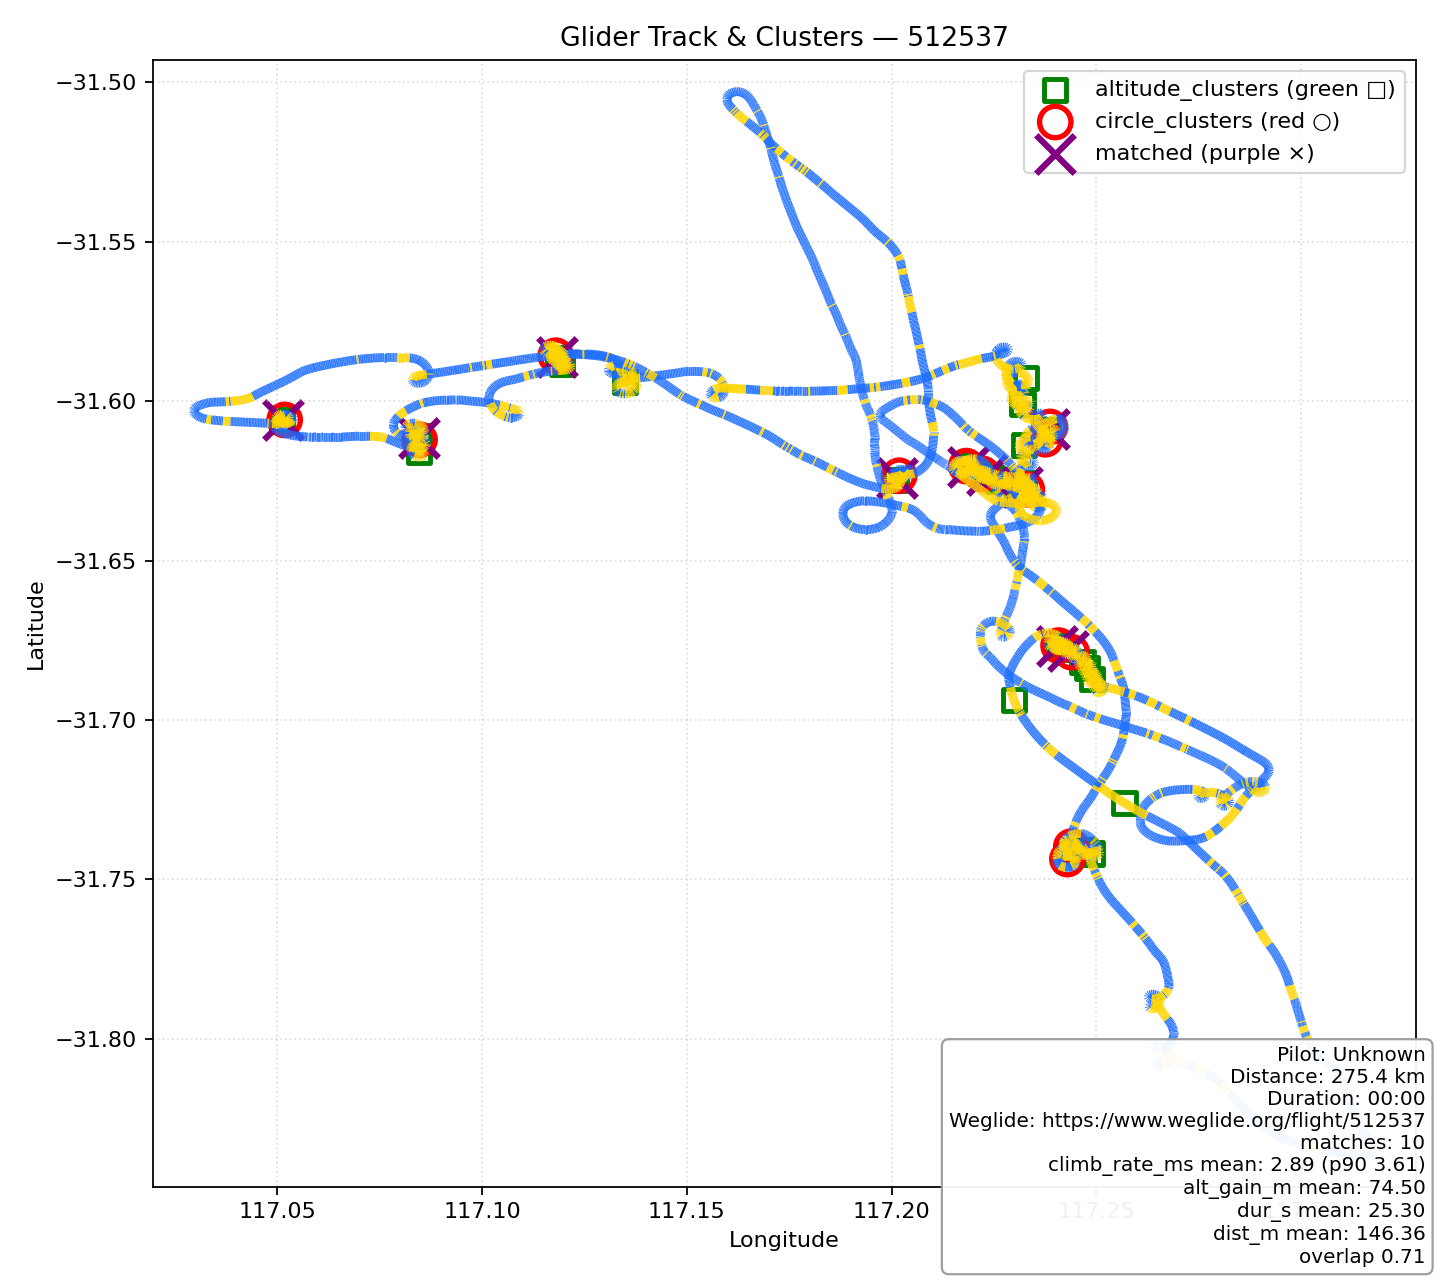 Glider Track & Clusters — 512537
altitude_clusters (green □)
circle_clusters (red ○)
matched (purple ×)
−31.50
−31.55
−31.60
−31.65
−31.70
−31.75
−31.80
Latitude
117.05
117.10
117.15
117.20
117.25
Longitude
Pilot: Unknown
Distance: 275.4 km
Duration: 00:00
Weglide: https://www.weglide.org/flight/512537
matches: 10
climb_rate_ms mean: 2.89 (p90 3.61)
alt_gain_m mean: 74.50
dur_s mean: 25.30
dist_m mean: 146.36
overlap 0.71